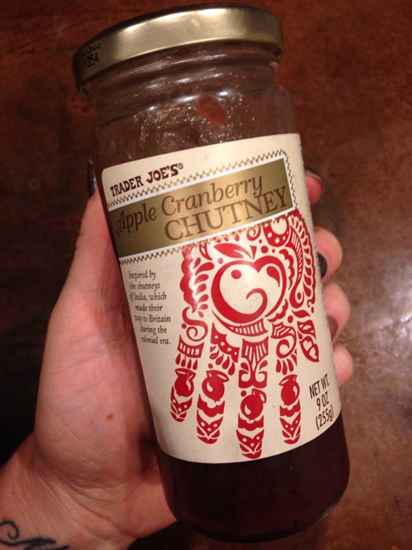 TRADER JOE'S®
Apple Cranberry
CHUTNEY
Inspired by
the chutneys
of India, which
made their
way to Britain
during the
colonial era.
NET WT.
9 OZ
(255g)